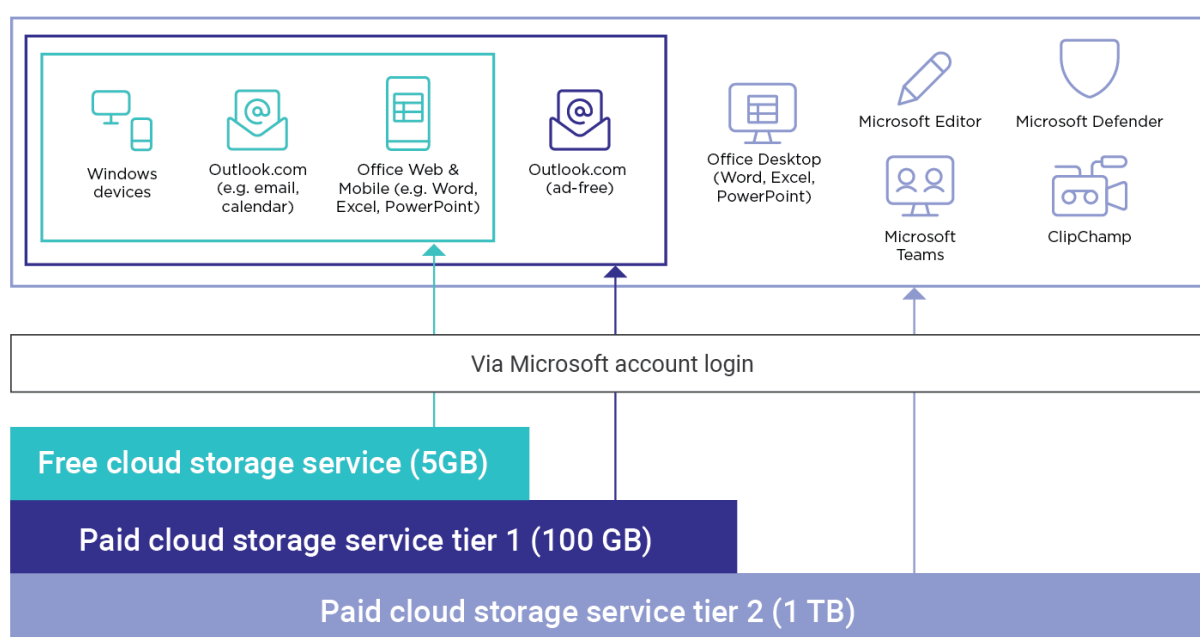 Windows
devices
Outlook.com
(e.g. email,
calendar)
Office Web &
Mobile (e.g. Word,
Excel, PowerPoint)
Outlook.com
(ad-free)
Office Desktop
(Word, Excel,
PowerPoint)
Microsoft Editor
Microsoft Defender
Microsoft
Teams
ClipChamp
Via Microsoft account login
Free cloud storage service (5GB)
Paid cloud storage service tier 1 (100 GB)
Paid cloud storage service tier 2 (1 TB)